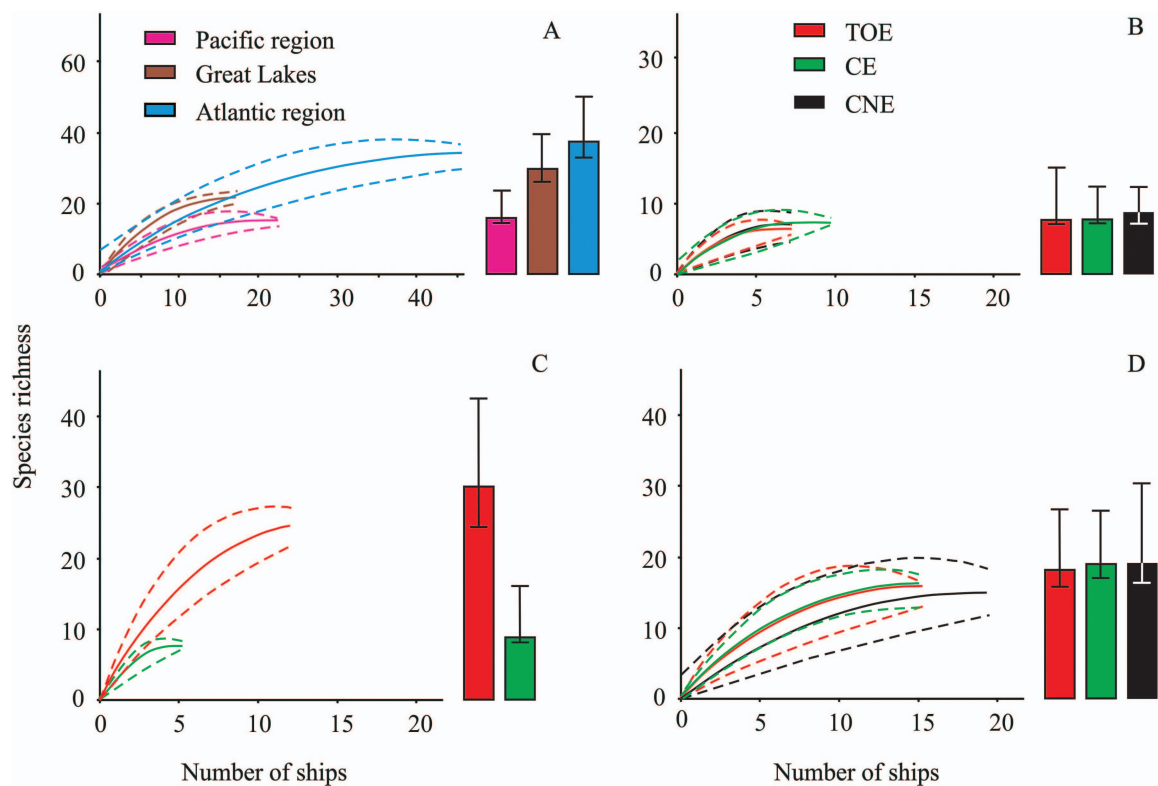 A
Pacific region
Great Lakes
Atlantic region
60
40
20
0
0 10 20 30 40
B
TOE
CE
CNE
30
20
10
0
0 5 10 15 20
Species richness
C
40
30
20
10
0
0 5 10 15 20
Number of ships
D
40
30
20
10
0
0 5 10 15 20
Number of ships